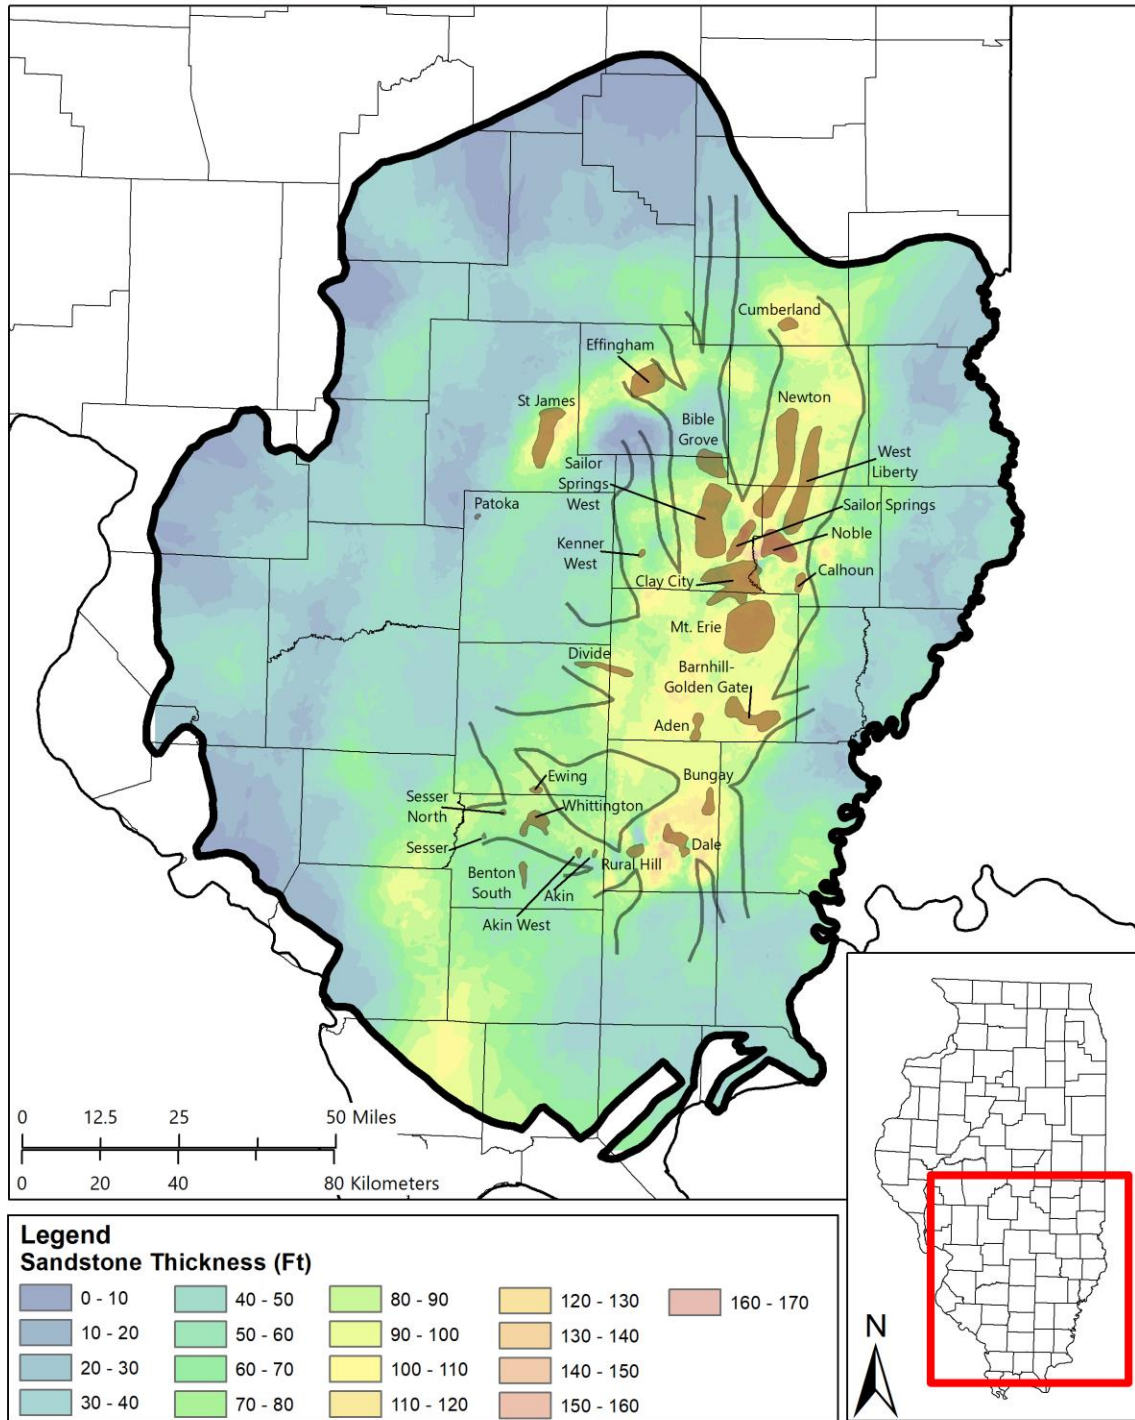 Cumberland
Effingham
St James
Newton
Bible
Grove
West
Liberty
Sailor
Springs
West
Sailor Springs
Patoka
Noble
Kenner
West
Clay City
Calhoun
Mt. Erie
Divide
Barnhill-
Golden Gate
Aden
Ewing
Bungay
Sesser
North
Whittington
Sesser
Dale
Rural Hill
Benton
South
Akin
Akin West
0 12.5 25 50 Miles
0 20 40 80 Kilometers
N
Legend
Sandstone Thickness (Ft)
0 - 10
10 - 20
20 - 30
30 - 40
40 - 50
50 - 60
60 - 70
70 - 80
80 - 90
90 - 100
100 - 110
110 - 120
120 - 130
130 - 140
140 - 150
150 - 160
160 - 170